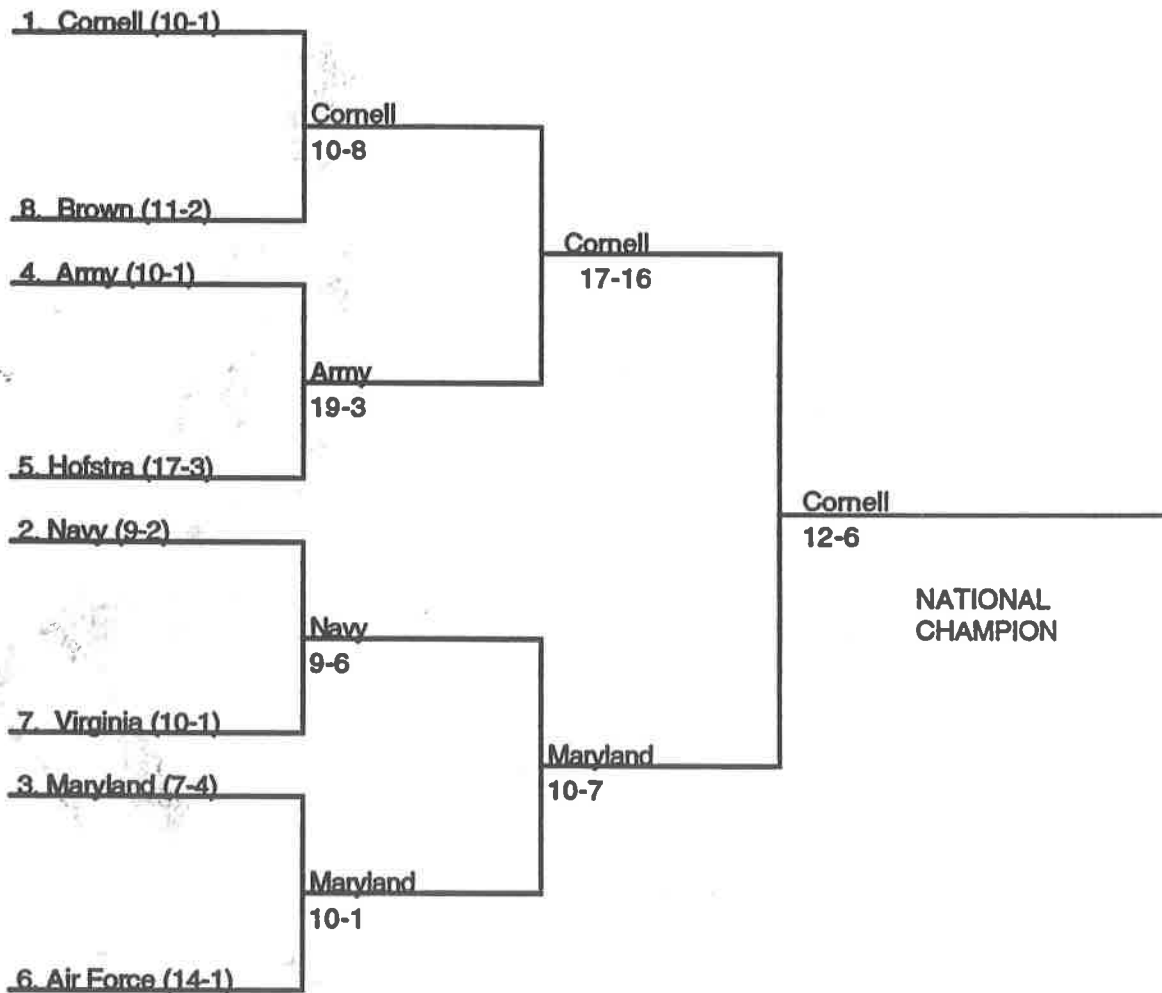 1. Cornell (10-1)
Cornell
10-8
8. Brown (11-2)
Cornell
17-16
4. Army (10-1)
Army
19-3
5. Hofstra (17-3)
Cornell
12-6
NATIONAL
CHAMPION
2. Navy (9-2)
Navy
9-6
7. Virginia (10-1)
Maryland
10-7
3. Maryland (7-4)
Maryland
10-1
6. Air Force (14-1)